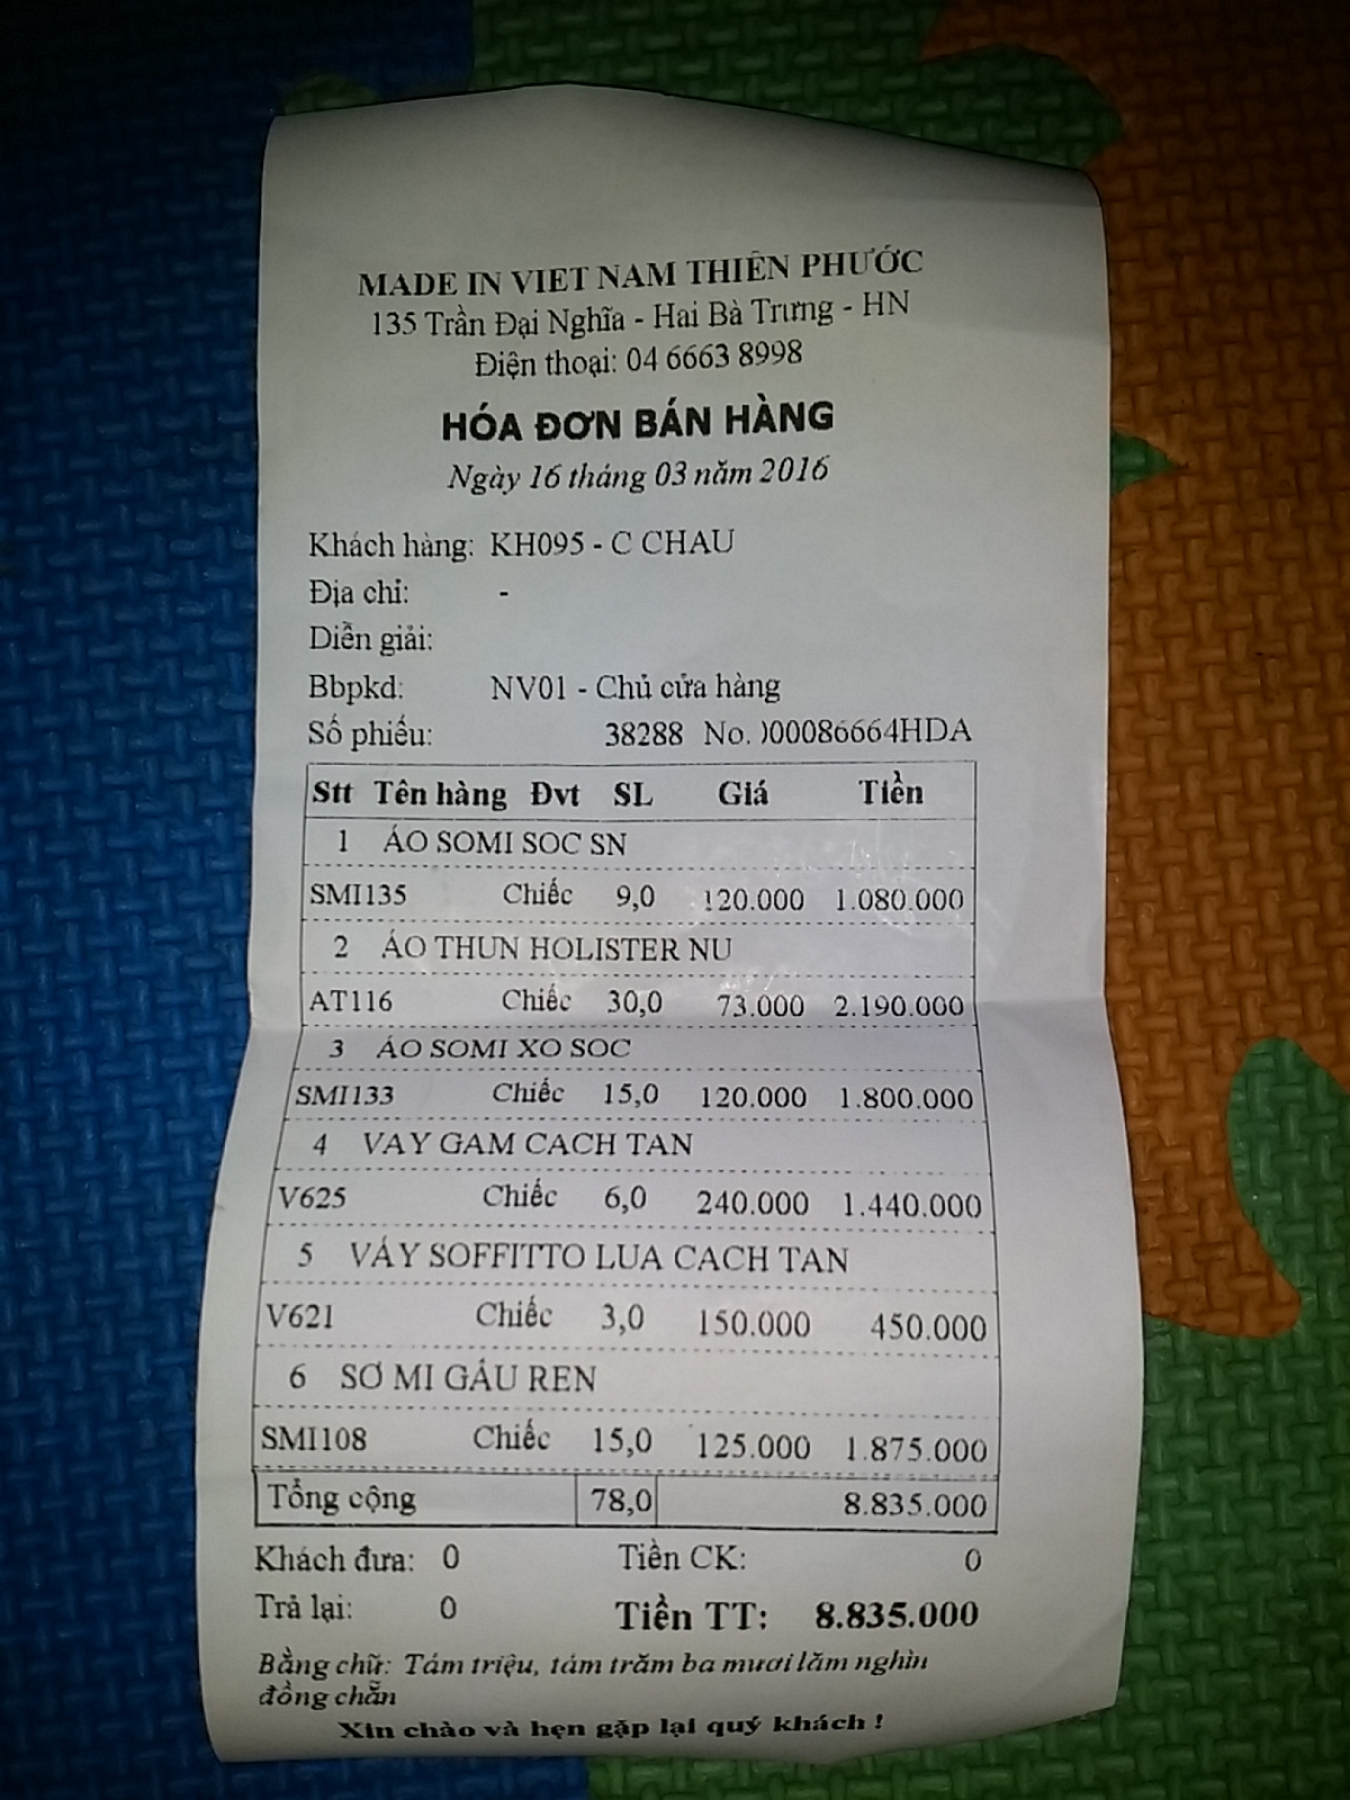 MADE IN VIET NAM THIÊN PHƯỚC
135 Trần Đại Nghĩa - Hai Bà Trưng - HN
Điện thoại: 04 6663 8998
HÓA ĐƠN BÁN HÀNG
Ngày 16 tháng 03 năm 2016
Khách hàng: KH095 - C CHAU
Địa chỉ: -
Diễn giải:
Bbpkd: NV01 - Chủ cửa hàng
Số phiếu: 38288 No. 00086664HDA
Stt Tên hàng Đvt SL Giá Tiền
1 ÁO SOMI SOC SN
SMI135 Chiếc 9,0 120.000 1.080.000
2 ÁO THUN HOLISTER NU
AT116 Chiếc 30,0 73.000 2.190.000
3 ÁO SOMI XO SOC
SMI133 Chiếc 15,0 120.000 1.800.000
4 VAY GAM CACH TAN
V625 Chiếc 6,0 240.000 1.440.000
5 VÁY SOFFITTO LUA CACH TAN
V621 Chiếc 3,0 150.000 450.000
6 SƠ MI GẤU REN
SMI108 Chiếc 15,0 125.000 1.875.000
Tổng cộng 78,0 8.835.000
Khách đưa: 0 Tiền CK: 0
Trả lại: 0 Tiền TT: 8.835.000
Bằng chữ: Tám triệu, tám trăm ba mươi lăm nghìn
đồng chẵn
Xin chào và hẹn gặp lại quý khách !